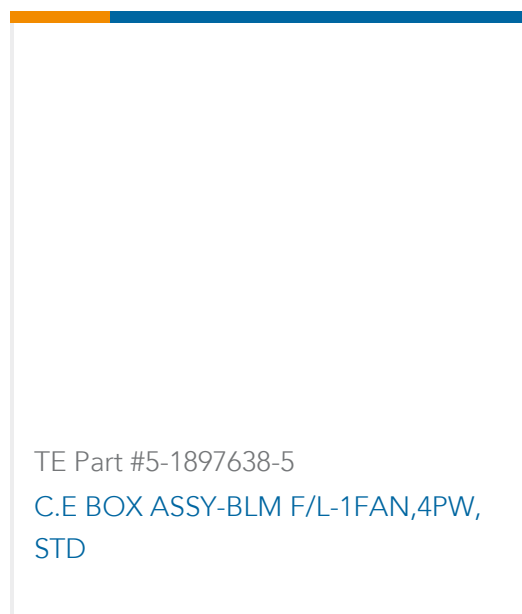 TE Part #5-1897638-5
C.E BOX ASSY-BLM F/L-1FAN,4PW,
STD